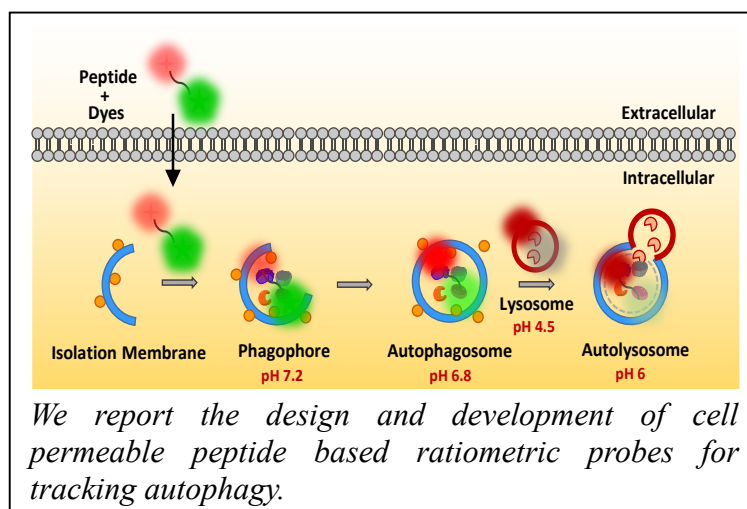 Peptide
+
Dyes
Extracellular
Intracellular
Lysosome
pH 4.5
Isolation Membrane
Phagophore
Autophagosome
Autolysosome
pH 7.2
pH 6.8
pH 6
We report the design and development of cell
permeable peptide based ratiometric probes for
tracking autophagy.